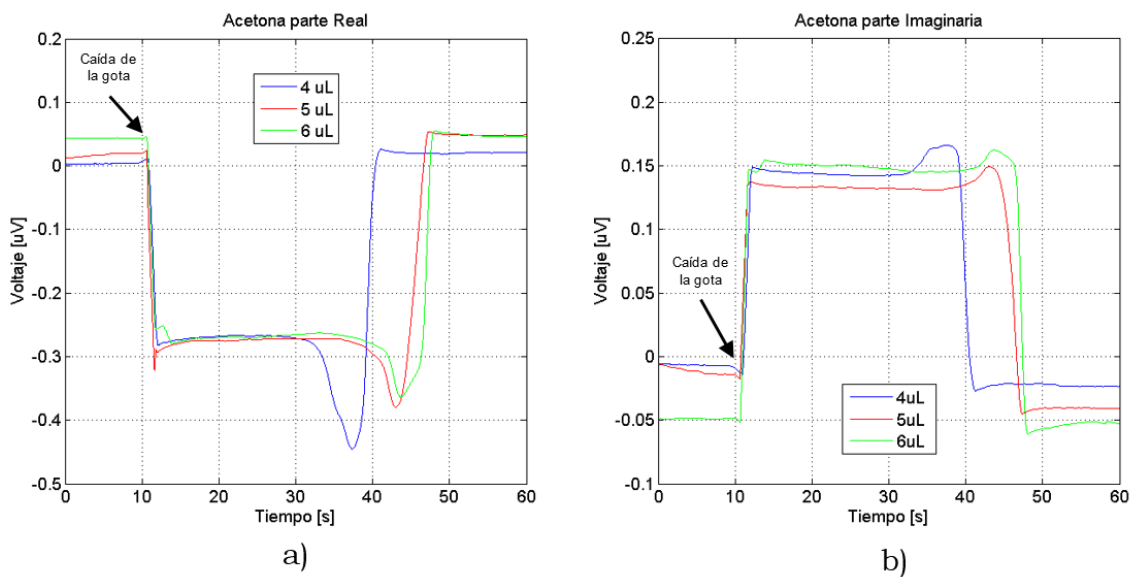 Acetona parte Real
0.2
0.1
0
-0.1
-0.2
-0.3
-0.4
-0.5
Voltaje [uV]
Caída de
la gota
4 uL
5 uL
6 uL
0
10
20
30
40
50
60
Tiempo [s]
a)
Acetona parte Imaginaria
0.25
0.2
0.15
0.1
0.05
0
-0.05
-0.1
Voltaje [uV]
Caída de
la gota
4uL
5uL
6uL
0
10
20
30
40
50
60
Tiempo [s]
b)